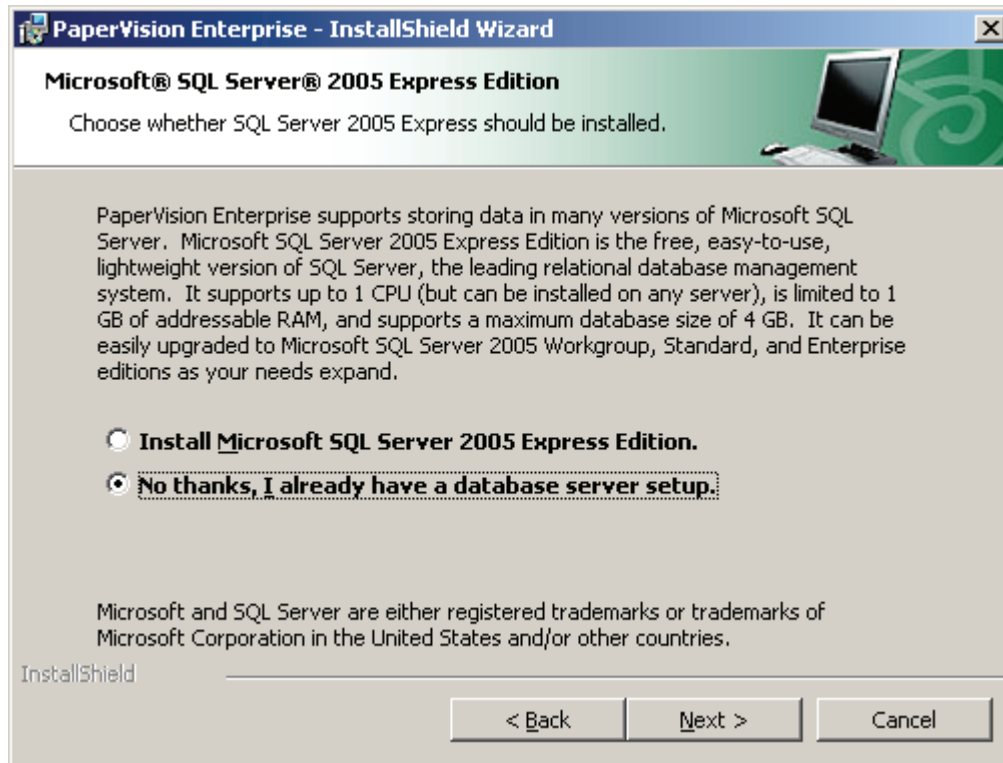 PaperVision Enterprise - InstallShield Wizard
Microsoft® SQL Server® 2005 Express Edition
Choose whether SQL Server 2005 Express should be installed.
PaperVision Enterprise supports storing data in many versions of Microsoft SQL
Server.  Microsoft SQL Server 2005 Express Edition is the free, easy-to-use,
lightweight version of SQL Server, the leading relational database management
system.  It supports up to 1 CPU (but can be installed on any server), is limited to 1
GB of addressable RAM, and supports a maximum database size of 4 GB.  It can be
easily upgraded to Microsoft SQL Server 2005 Workgroup, Standard, and Enterprise
editions as your needs expand.
Install Microsoft SQL Server 2005 Express Edition.
No thanks, I already have a database server setup.
Microsoft and SQL Server are either registered trademarks or trademarks of
Microsoft Corporation in the United States and/or other countries.
InstallShield
< Back
Next >
Cancel